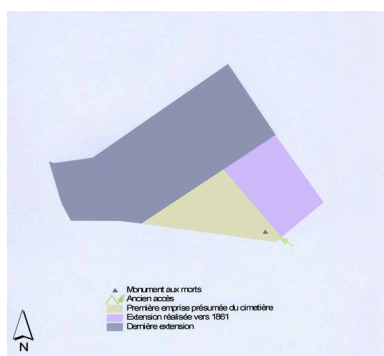 Monument aux morts
Ancien accès
Première emprise présumée du cimetière
Extension réalisée vers 1861
Dernière extension
N